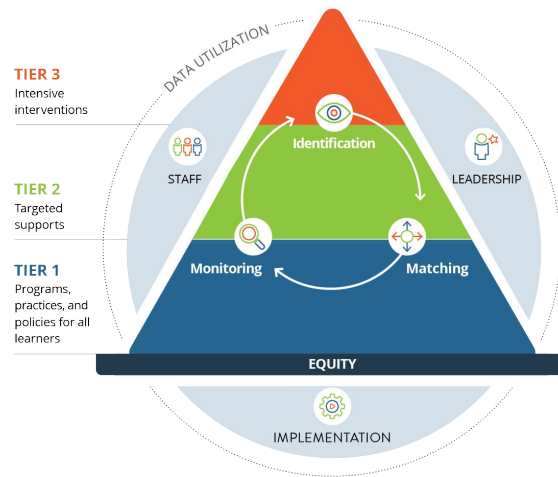 DATA UTILIZATION
TIER 3
Intensive
interventions
Identification
STAFF
LEADERSHIP
TIER 2
Targeted
supports
Monitoring
Matching
TIER 1
Programs,
practices, and
policies for all
learners
EQUITY
IMPLEMENTATION